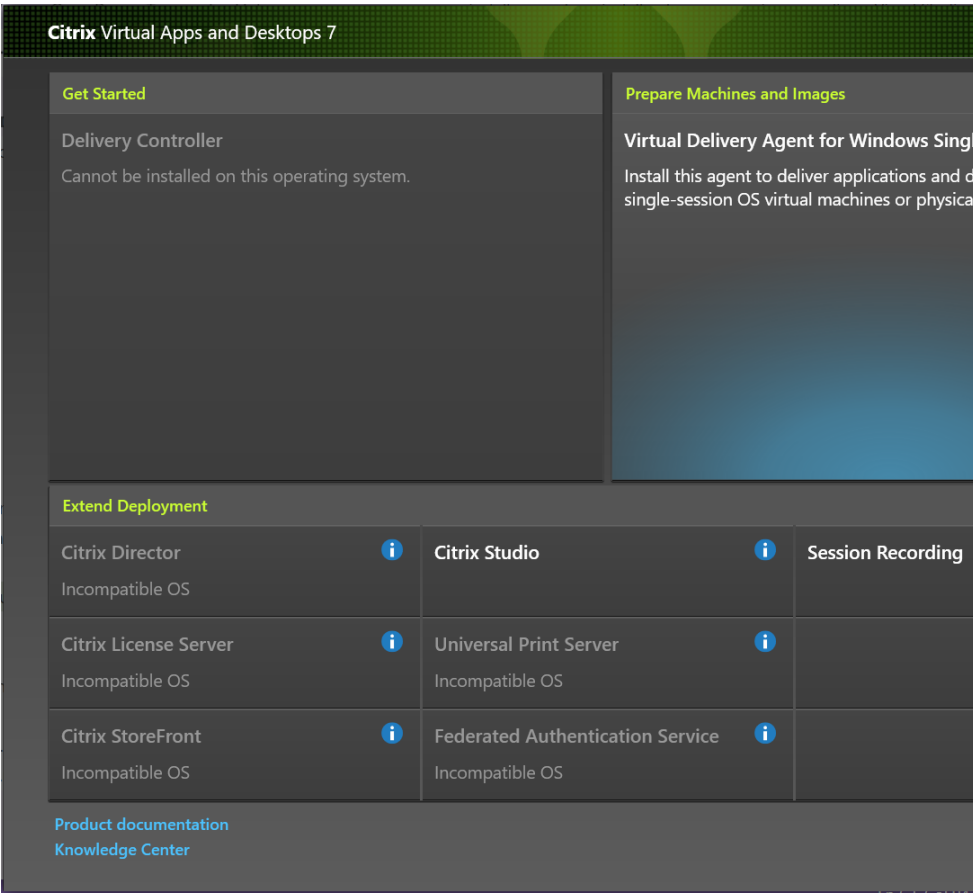 Citrix Virtual Apps and Desktops 7
Get Started
Delivery Controller
Cannot be installed on this operating system.
Prepare Machines and Images
Virtual Delivery Agent for Windows Singl
Install this agent to deliver applications and d
single-session OS virtual machines or physica
Extend Deployment
Citrix Director
Incompatible OS
Citrix Studio
Session Recording
Citrix License Server
Incompatible OS
Universal Print Server
Incompatible OS
Citrix StoreFront
Incompatible OS
Federated Authentication Service
Incompatible OS
Product documentation
Knowledge Center